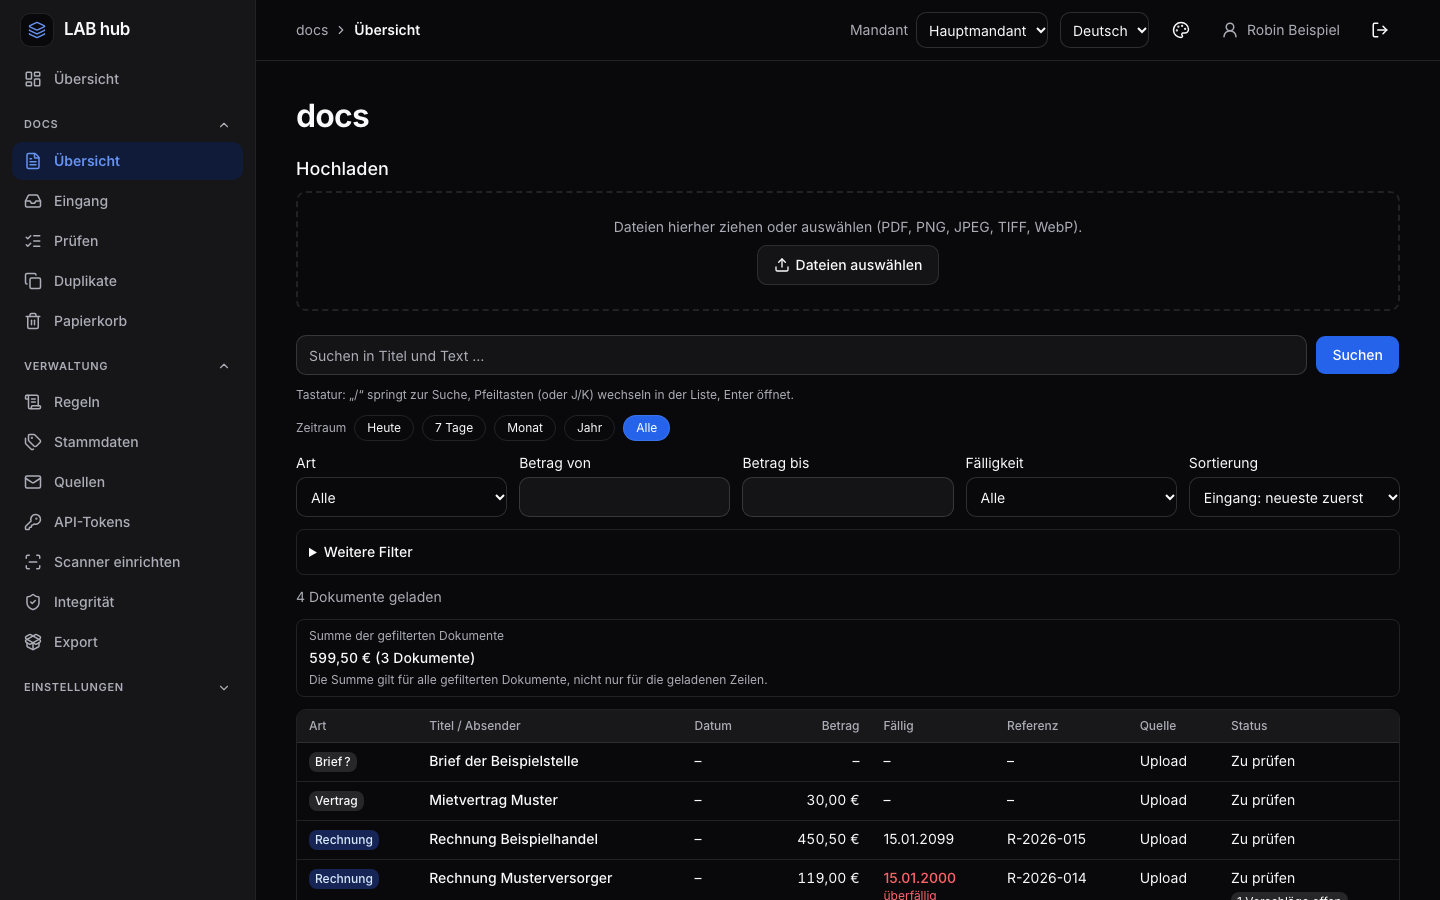 LAB hub
docs > Übersicht
Mandant Hauptmandant Deutsch Robin Beispiel
Übersicht
DOCS
Übersicht
Eingang
Prüfen
Duplikate
Papierkorb
VERWALTUNG
Regeln
Stammdaten
Quellen
API-Tokens
Scanner einrichten
Integrität
Export
EINSTELLUNGEN
docs
Hochladen
Dateien hierher ziehen oder auswählen (PDF, PNG, JPEG, TIFF, WebP).
Dateien auswählen
Suchen in Titel und Text ... Suchen
Tastatur: „/“ springt zur Suche, Pfeiltasten (oder J/K) wechseln in der Liste, Enter öffnet.
Zeitraum Heute 7 Tage Monat Jahr Alle
Art Betrag von Betrag bis Fälligkeit Sortierung
Alle Alle Eingang: neueste zuerst
Weitere Filter
4 Dokumente geladen
Summe der gefilterten Dokumente
599,50 € (3 Dokumente)
Die Summe gilt für alle gefilterten Dokumente, nicht nur für die geladenen Zeilen.
Art Titel / Absender Datum Betrag Fällig Referenz Quelle Status
Brief ? Brief der Beispielstelle – – – – Upload Zu prüfen
Vertrag Mietvertrag Muster – 30,00 € – – Upload Zu prüfen
Rechnung Rechnung Beispielhandel – 450,50 € 15.01.2099 R-2026-015 Upload Zu prüfen
Rechnung Rechnung Musterversorger – 119,00 € 15.01.2000 R-2026-014 Upload Zu prüfen
überfällig